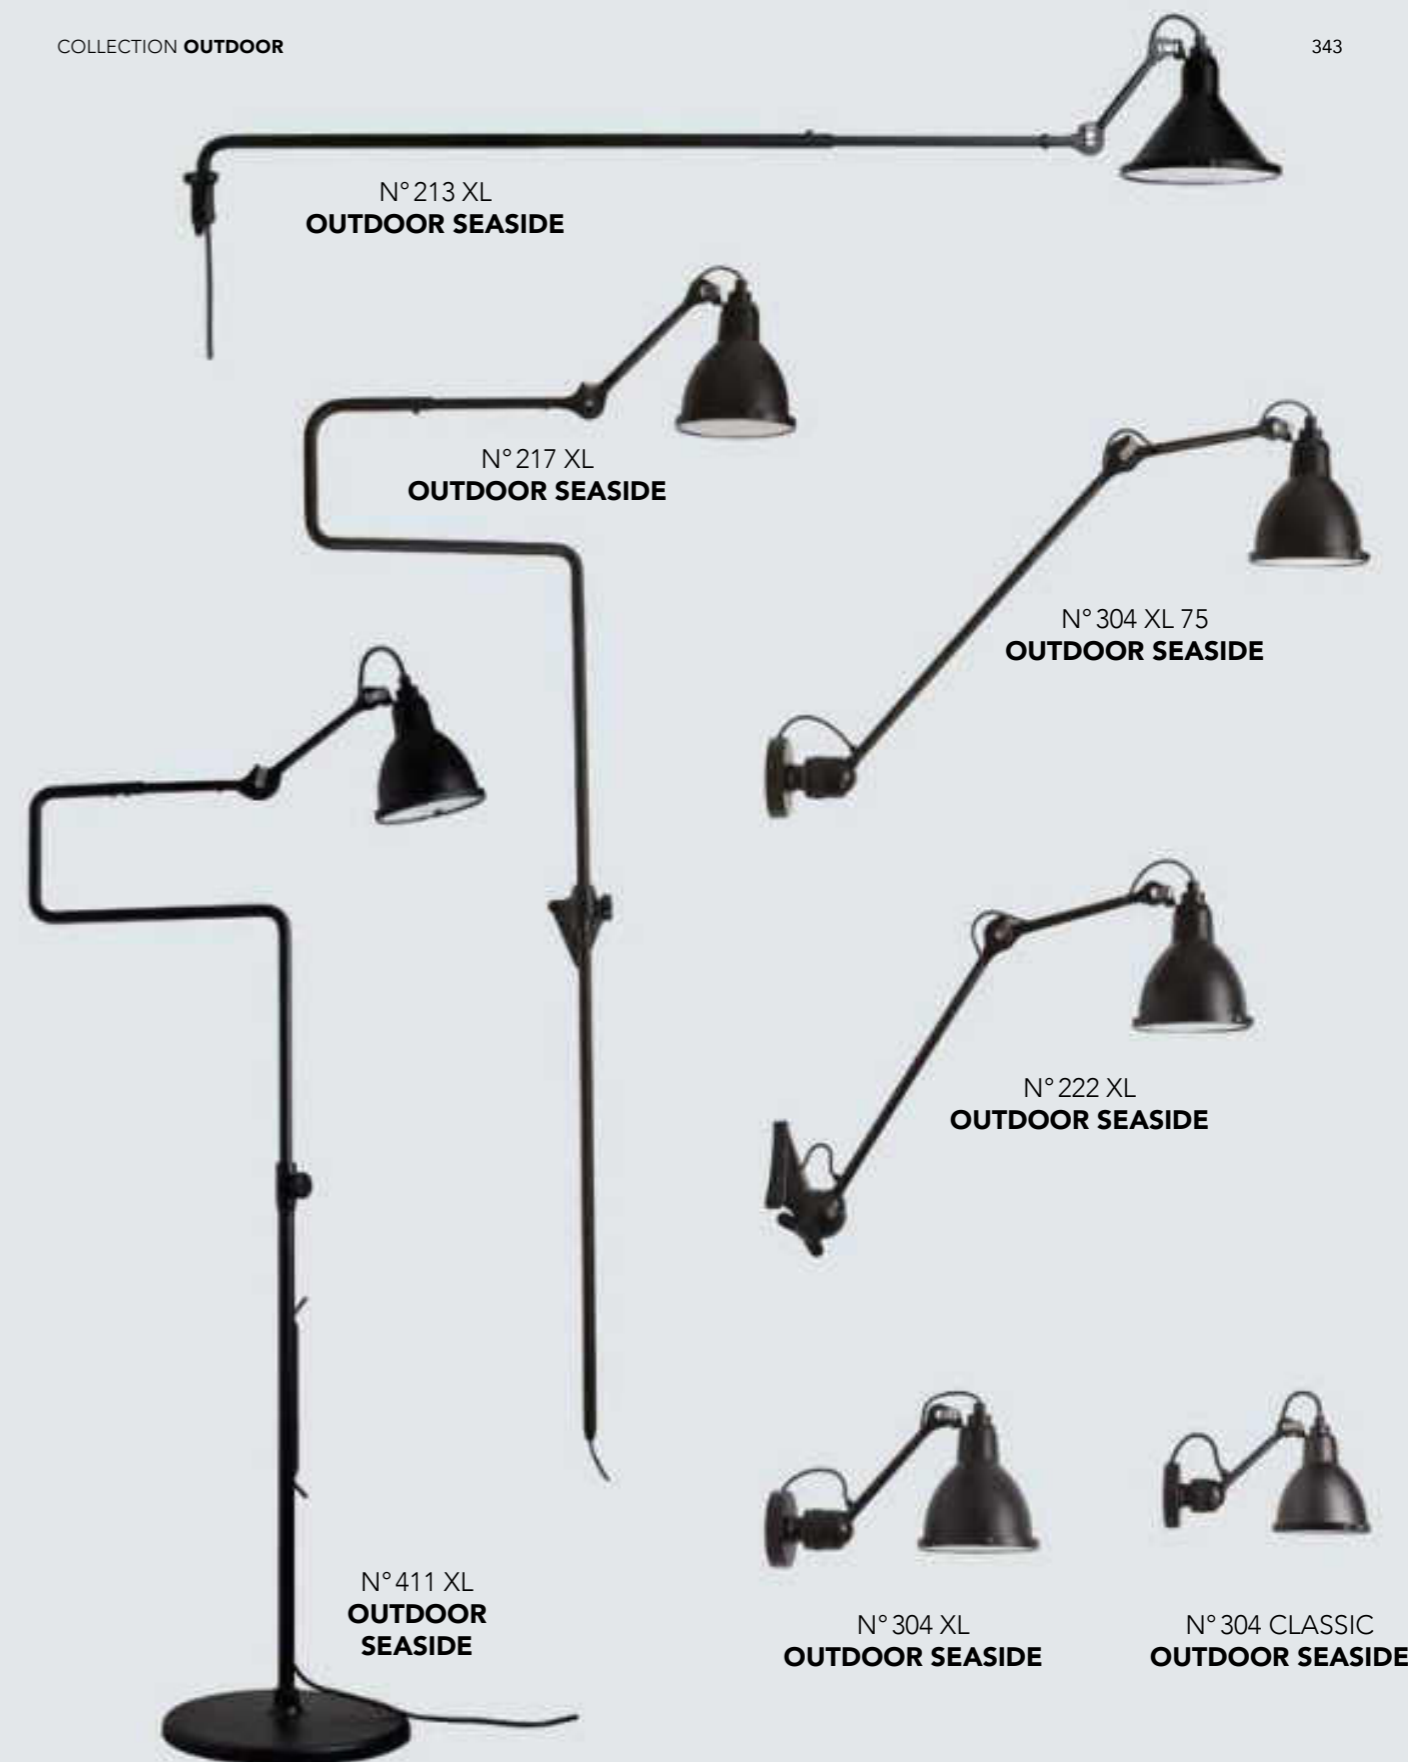 COLLECTION OUTDOOR
343
N° 213 XL
OUTDOOR SEASIDE
N° 217 XL
OUTDOOR SEASIDE
N° 304 XL 75
OUTDOOR SEASIDE
N° 222 XL
OUTDOOR SEASIDE
N° 411 XL
OUTDOOR
SEASIDE
N° 304 XL
OUTDOOR SEASIDE
N° 304 CLASSIC
OUTDOOR SEASIDE